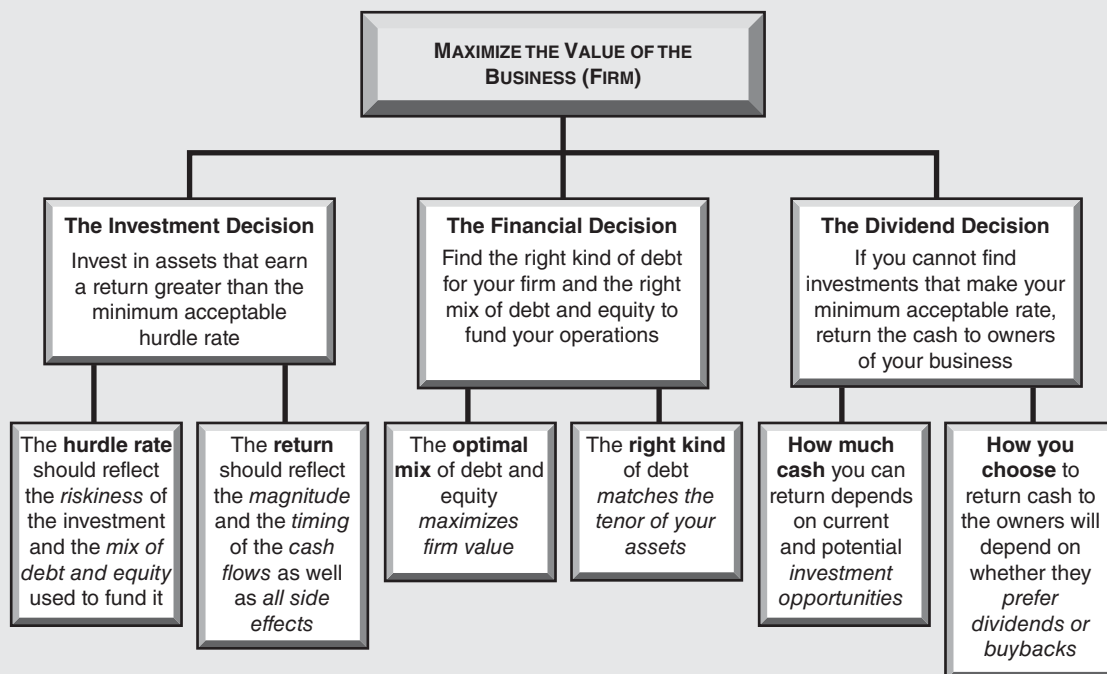 MAXIMIZE THE VALUE OF THE
BUSINESS (FIRM)
The Investment Decision
Invest in assets that earn
a return greater than the
minimum acceptable
hurdle rate
The Financial Decision
Find the right kind of debt
for your firm and the right
mix of debt and equity to
fund your operations
The Dividend Decision
If you cannot find
investments that make your
minimum acceptable rate,
return the cash to owners
of your business
The hurdle rate
should reflect
the riskiness of
the investment
and the mix of
debt and equity
used to fund it
The return
should reflect
the magnitude
and the timing
of the cash
flows as well
as all side
effects
The optimal
mix of debt and
equity
maximizes
firm value
The right kind
of debt
matches the
tenor of your
assets
How much
cash you can
return depends
on current
and potential
investment
opportunities
How you
choose to
return cash to
the owners will
depend on
whether they
prefer
dividends or
buybacks